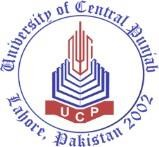 University of Central Punjab
UCP
Lahore, Pakistan 2002